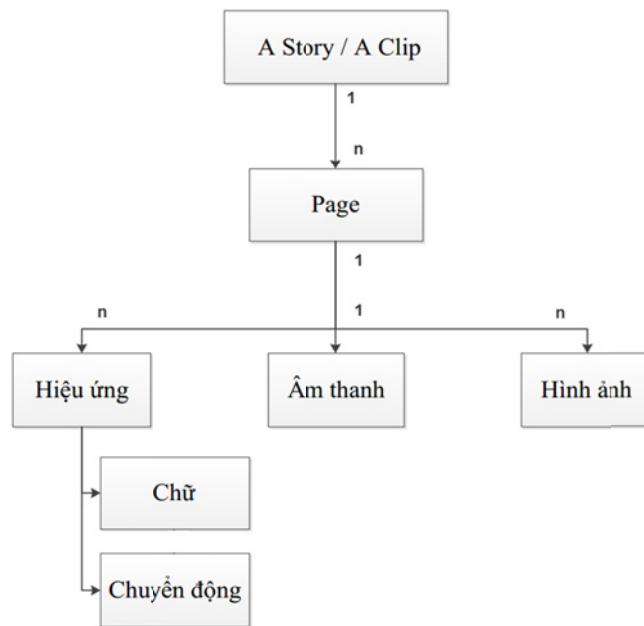 A Story / A Clip
1
n
Page
1
n
1
n
Hiệu ứng
Âm thanh
Hình ảnh
Chữ
Chuyển động